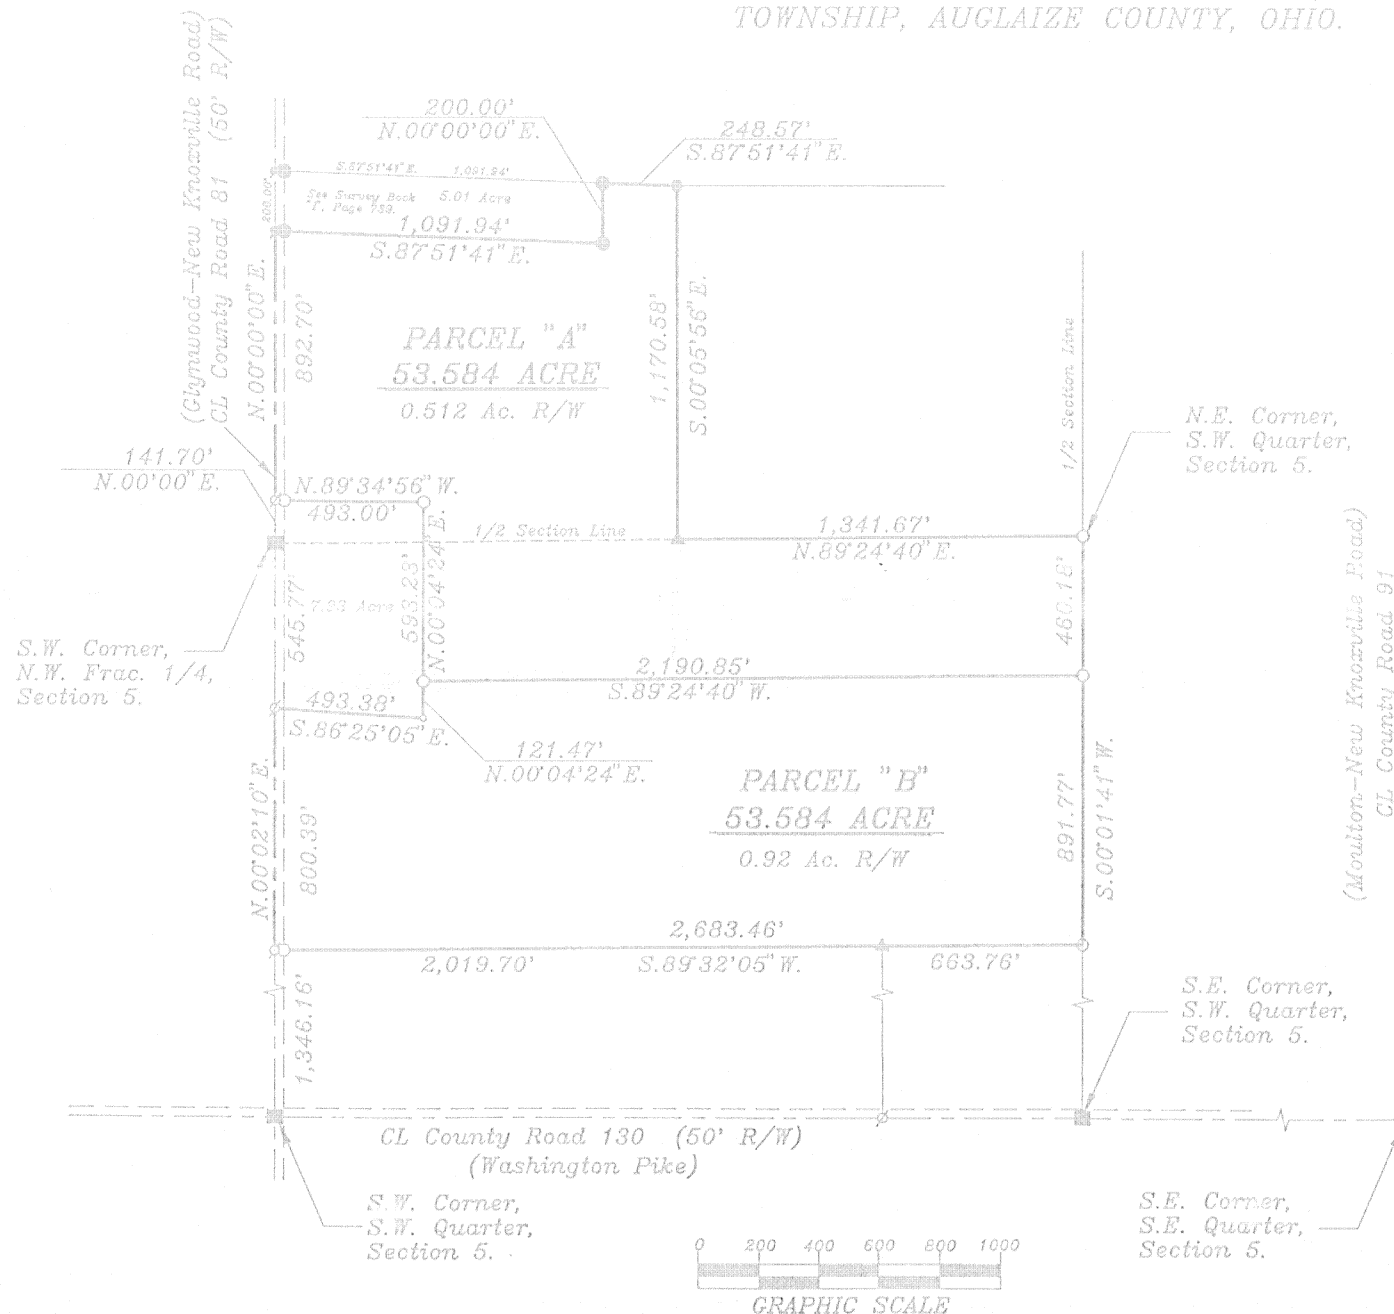 TOWNSHIP, AUGLAIZE COUNTY, OHIO.
(Glynwood-New Knoxville Road)
CL County Road 81 (50' R/W)
200.00'
N.00°00'00"E.
248.57'
S.87°51'41"E.
S.87°51'41"E. 1,091.94'
200.00'
See Survey Book 5.01 Acre
"T", Page 739.
1,091.94'
S.87°51'41"E.
N.00°00'00"E.
892.70'
PARCEL "A"
53.584 ACRE
0.512 Ac. R/W
1,170.58'
S.00°05'56"E.
1/2 Section Line
N.E. Corner,
S.W. Quarter,
Section 5.
141.70'
N.00'00"E.
N.89°34'56"W.
493.00'
1/2 Section Line
1,341.67'
N.89°24'40"E.
545.77'
7.93 Acre
593.23'
N.00°04'24"E.
460.18'
(Moulton-New Knoxville Road)
CL County Road 91
S.W. Corner,
N.W. Frac. 1/4,
Section 5.
2,190.85'
S.89°24'40"W.
493.38'
S.86°25'05"E.
121.47'
N.00°04'24"E.
PARCEL "B"
53.584 ACRE
0.92 Ac. R/W
N.00°02'10"E.
800.39'
891.77'
S.00°01'41"W.
2,683.46'
2,019.70' S.89°32'05"W. 663.76'
1,346.16'
S.E. Corner,
S.W. Quarter,
Section 5.
CL County Road 130 (50' R/W)
(Washington Pike)
S.W. Corner,
S.W. Quarter,
Section 5.
S.E. Corner,
S.E. Quarter,
Section 5.
0 200 400 600 800 1000
GRAPHIC SCALE